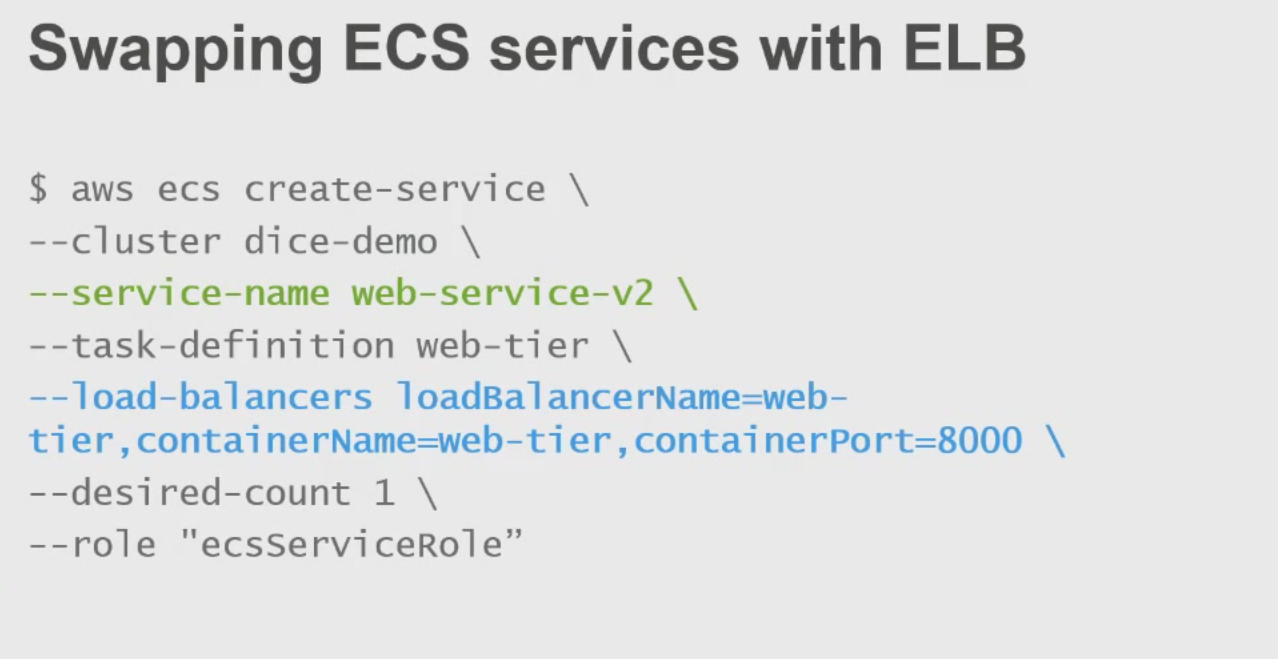 Swapping ECS services with ELB
$ aws ecs create-service \
--cluster dice-demo \
--service-name web-service-v2 \
--task-definition web-tier \
--load-balancers loadBalancerName=web-
tier,containerName=web-tier,containerPort=8000 \
--desired-count 1 \
--role "ecsServiceRole”